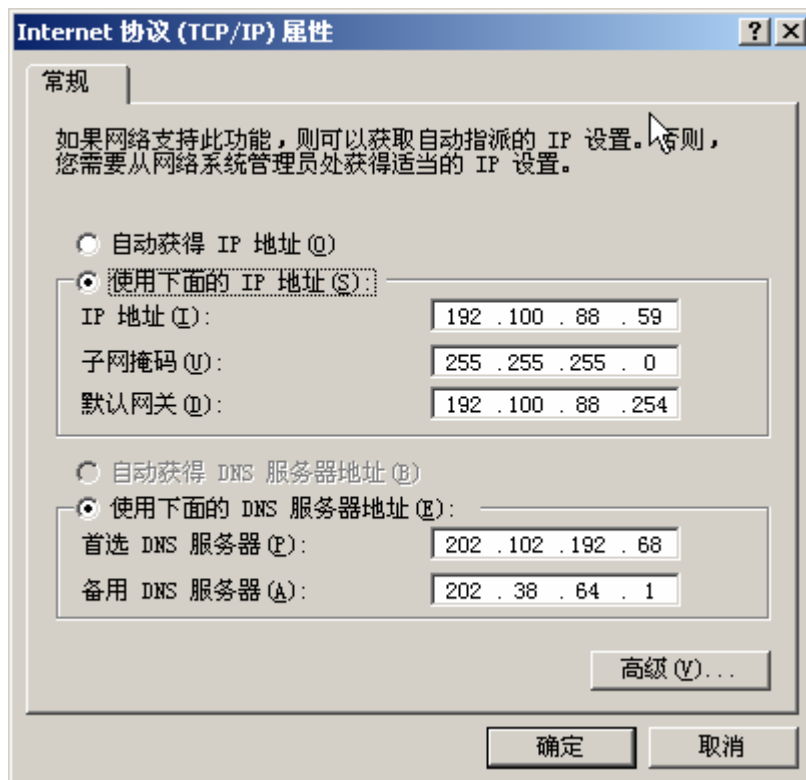 Internet 协议 (TCP/IP) 属性
常规
如果网络支持此功能，则可以获取自动指派的 IP 设置。否则，
您需要从网络系统管理员处获得适当的 IP 设置。
自动获得 IP 地址(O)
使用下面的 IP 地址(S):
IP 地址(I): 192 .100 . 88 . 59
子网掩码(U): 255 .255 .255 . 0
默认网关(D): 192 .100 . 88 .254
自动获得 DNS 服务器地址(B)
使用下面的 DNS 服务器地址(E):
首选 DNS 服务器(P): 202 .102 .192 . 68
备用 DNS 服务器(A): 202 . 38 . 64 . 1
高级(V)...
确定 取消